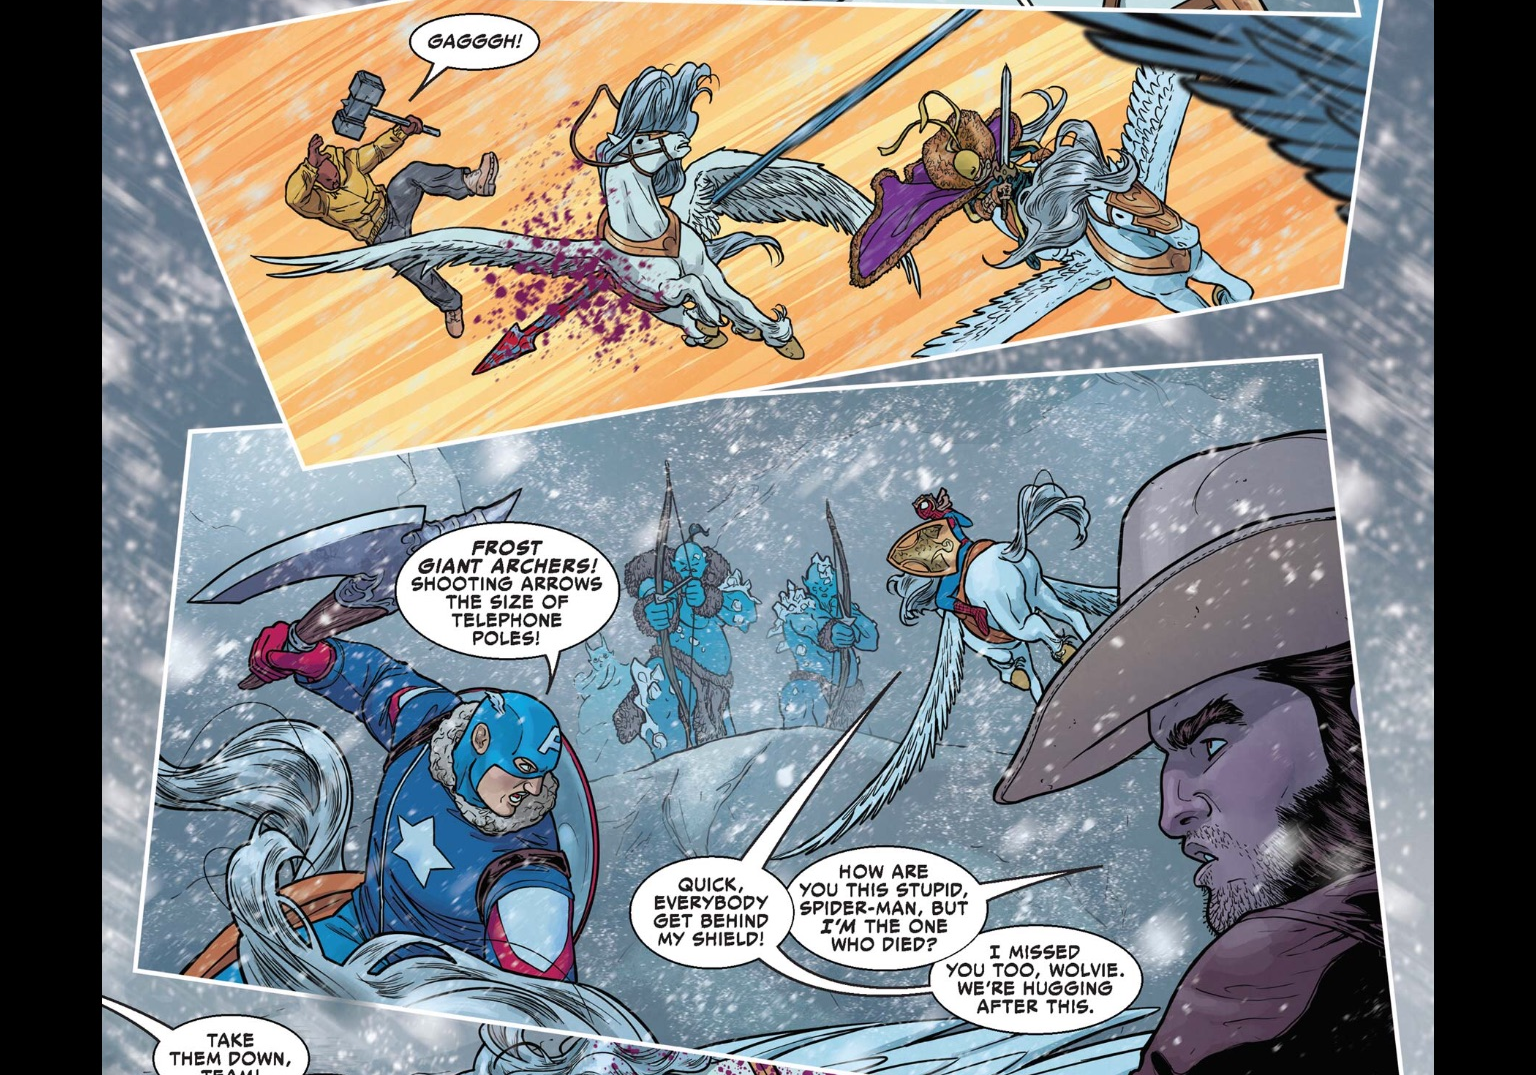 GAGGGH!
FROST
GIANT ARCHERS!
SHOOTING ARROWS
THE SIZE OF
TELEPHONE
POLES!
QUICK,
EVERYBODY
GET BEHIND
MY SHIELD!
HOW ARE
YOU THIS STUPID,
SPIDER-MAN, BUT
I'M THE ONE
WHO DIED?
I MISSED
YOU TOO, WOLVIE.
WE'RE HUGGING
AFTER THIS.
TAKE
THEM DOWN,
TEAM!